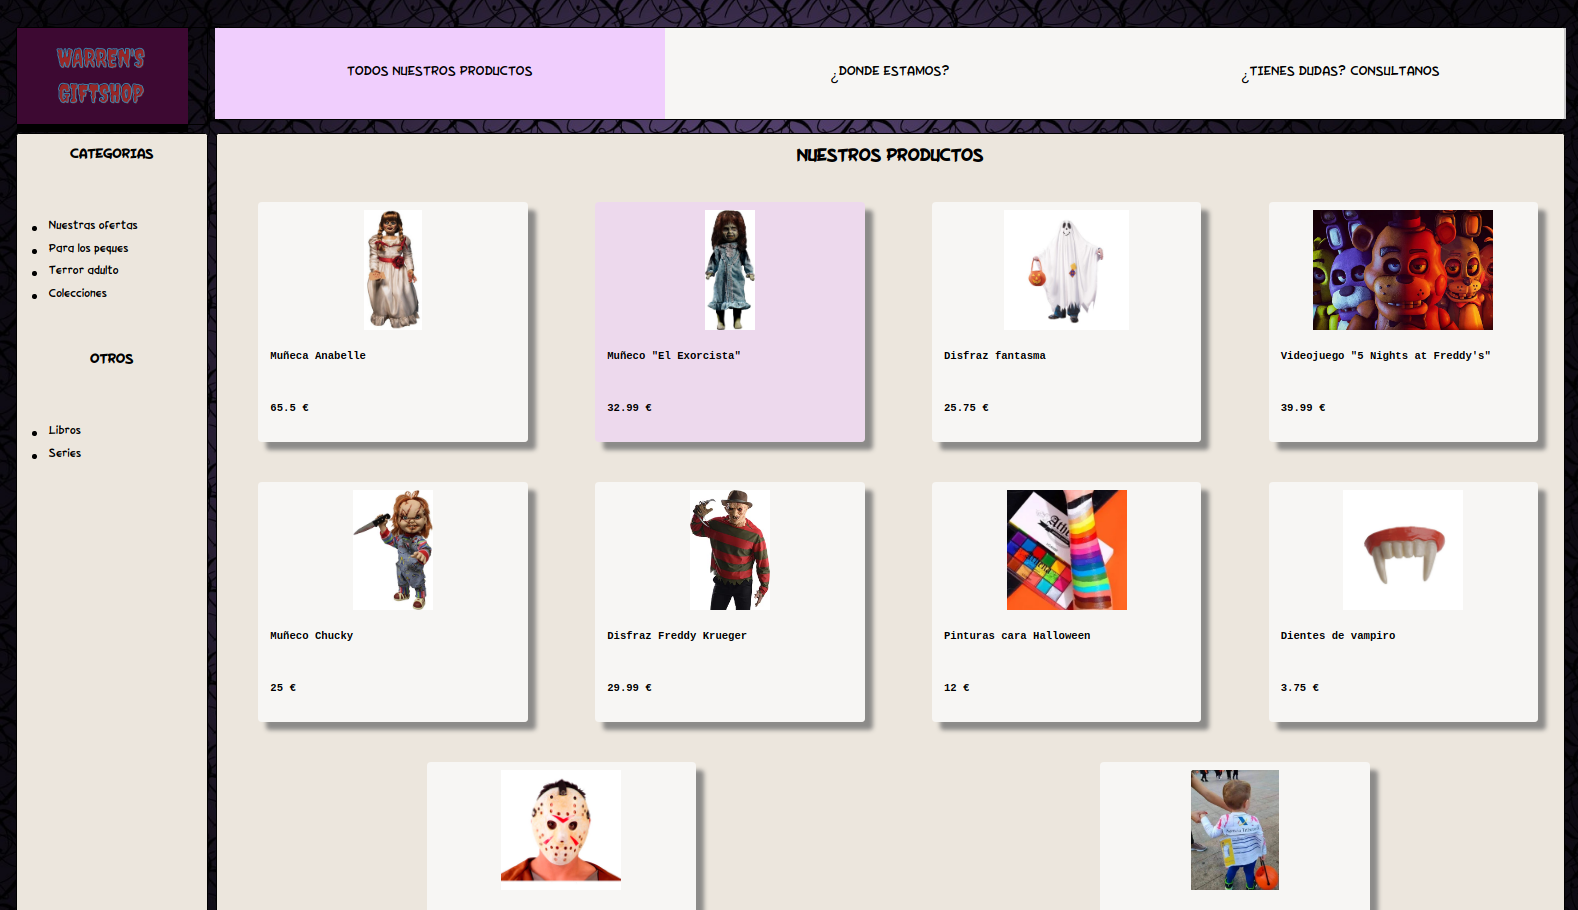 WARREN'S
GIFTSHOP
TODOS NUESTROS PRODUCTOS
¿DONDE ESTAMOS?
¿TIENES DUDAS? CONSULTANOS
CATEGORIAS
Nuestras ofertas
Para los peques
Terror adulto
Colecciones
OTROS
Libros
Series
NUESTROS PRODUCTOS
Muñeca Anabelle
65.5 €
Muñeco "El Exorcista"
32.99 €
Disfraz fantasma
25.75 €
Videojuego "5 Nights at Freddy's"
39.99 €
Muñeco Chucky
25 €
Disfraz Freddy Krueger
29.99 €
Pinturas cara Halloween
12 €
Dientes de vampiro
3.75 €